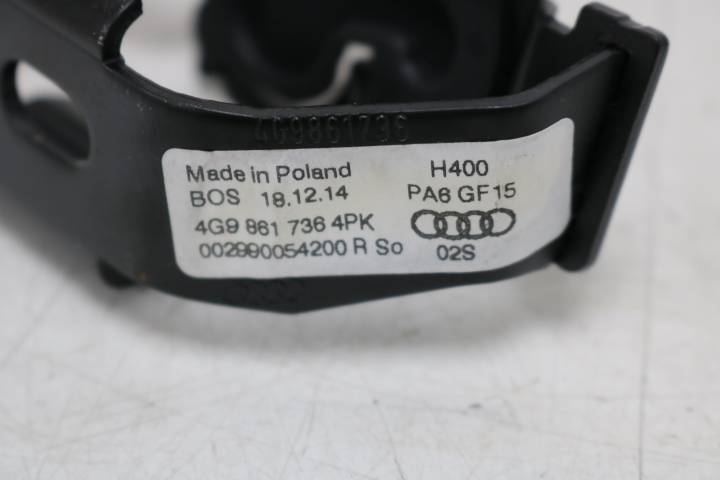 4G9861736
Made in Poland H400
BOS 18.12.14 PA6 GF15
4G9 861 736 4PK
002990054200 R So 02S